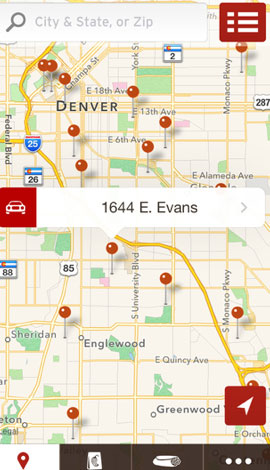 City & State, or Zip
Champa St
York St
2
Monaco Pkwy
DENVER
E 18th Ave
E 13th Ave
287
Federal Blvd
E 6th Ave
25
26
E Alameda Ave
1644 E. Evans
88
85
S University Blvd
S Monaco Pkwy
Sheridan
Englewood
E Quincy Ave
Greenwood
E Orchar
Legal